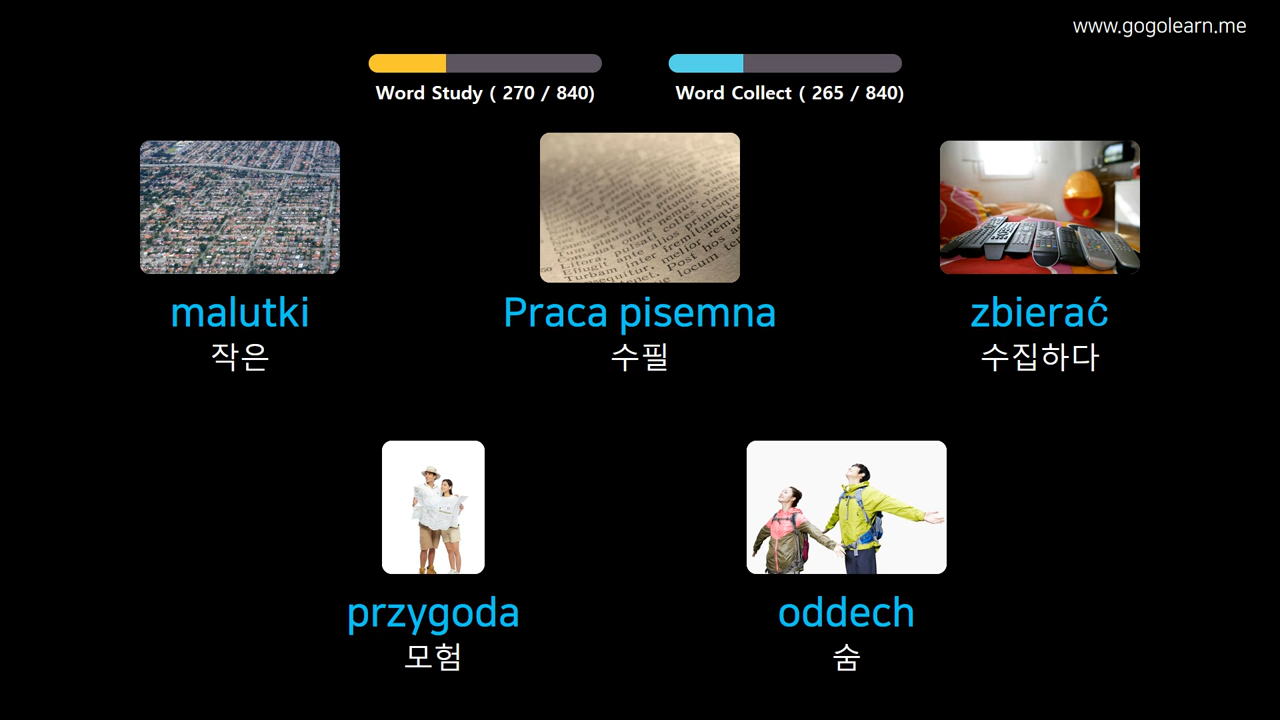 www.gogolearn.me
Word Study ( 270 / 840)
Word Collect ( 265 / 840)
malutki
작은
Praca pisemna
수필
zbierać
수집하다
przygoda
모험
oddech
숨